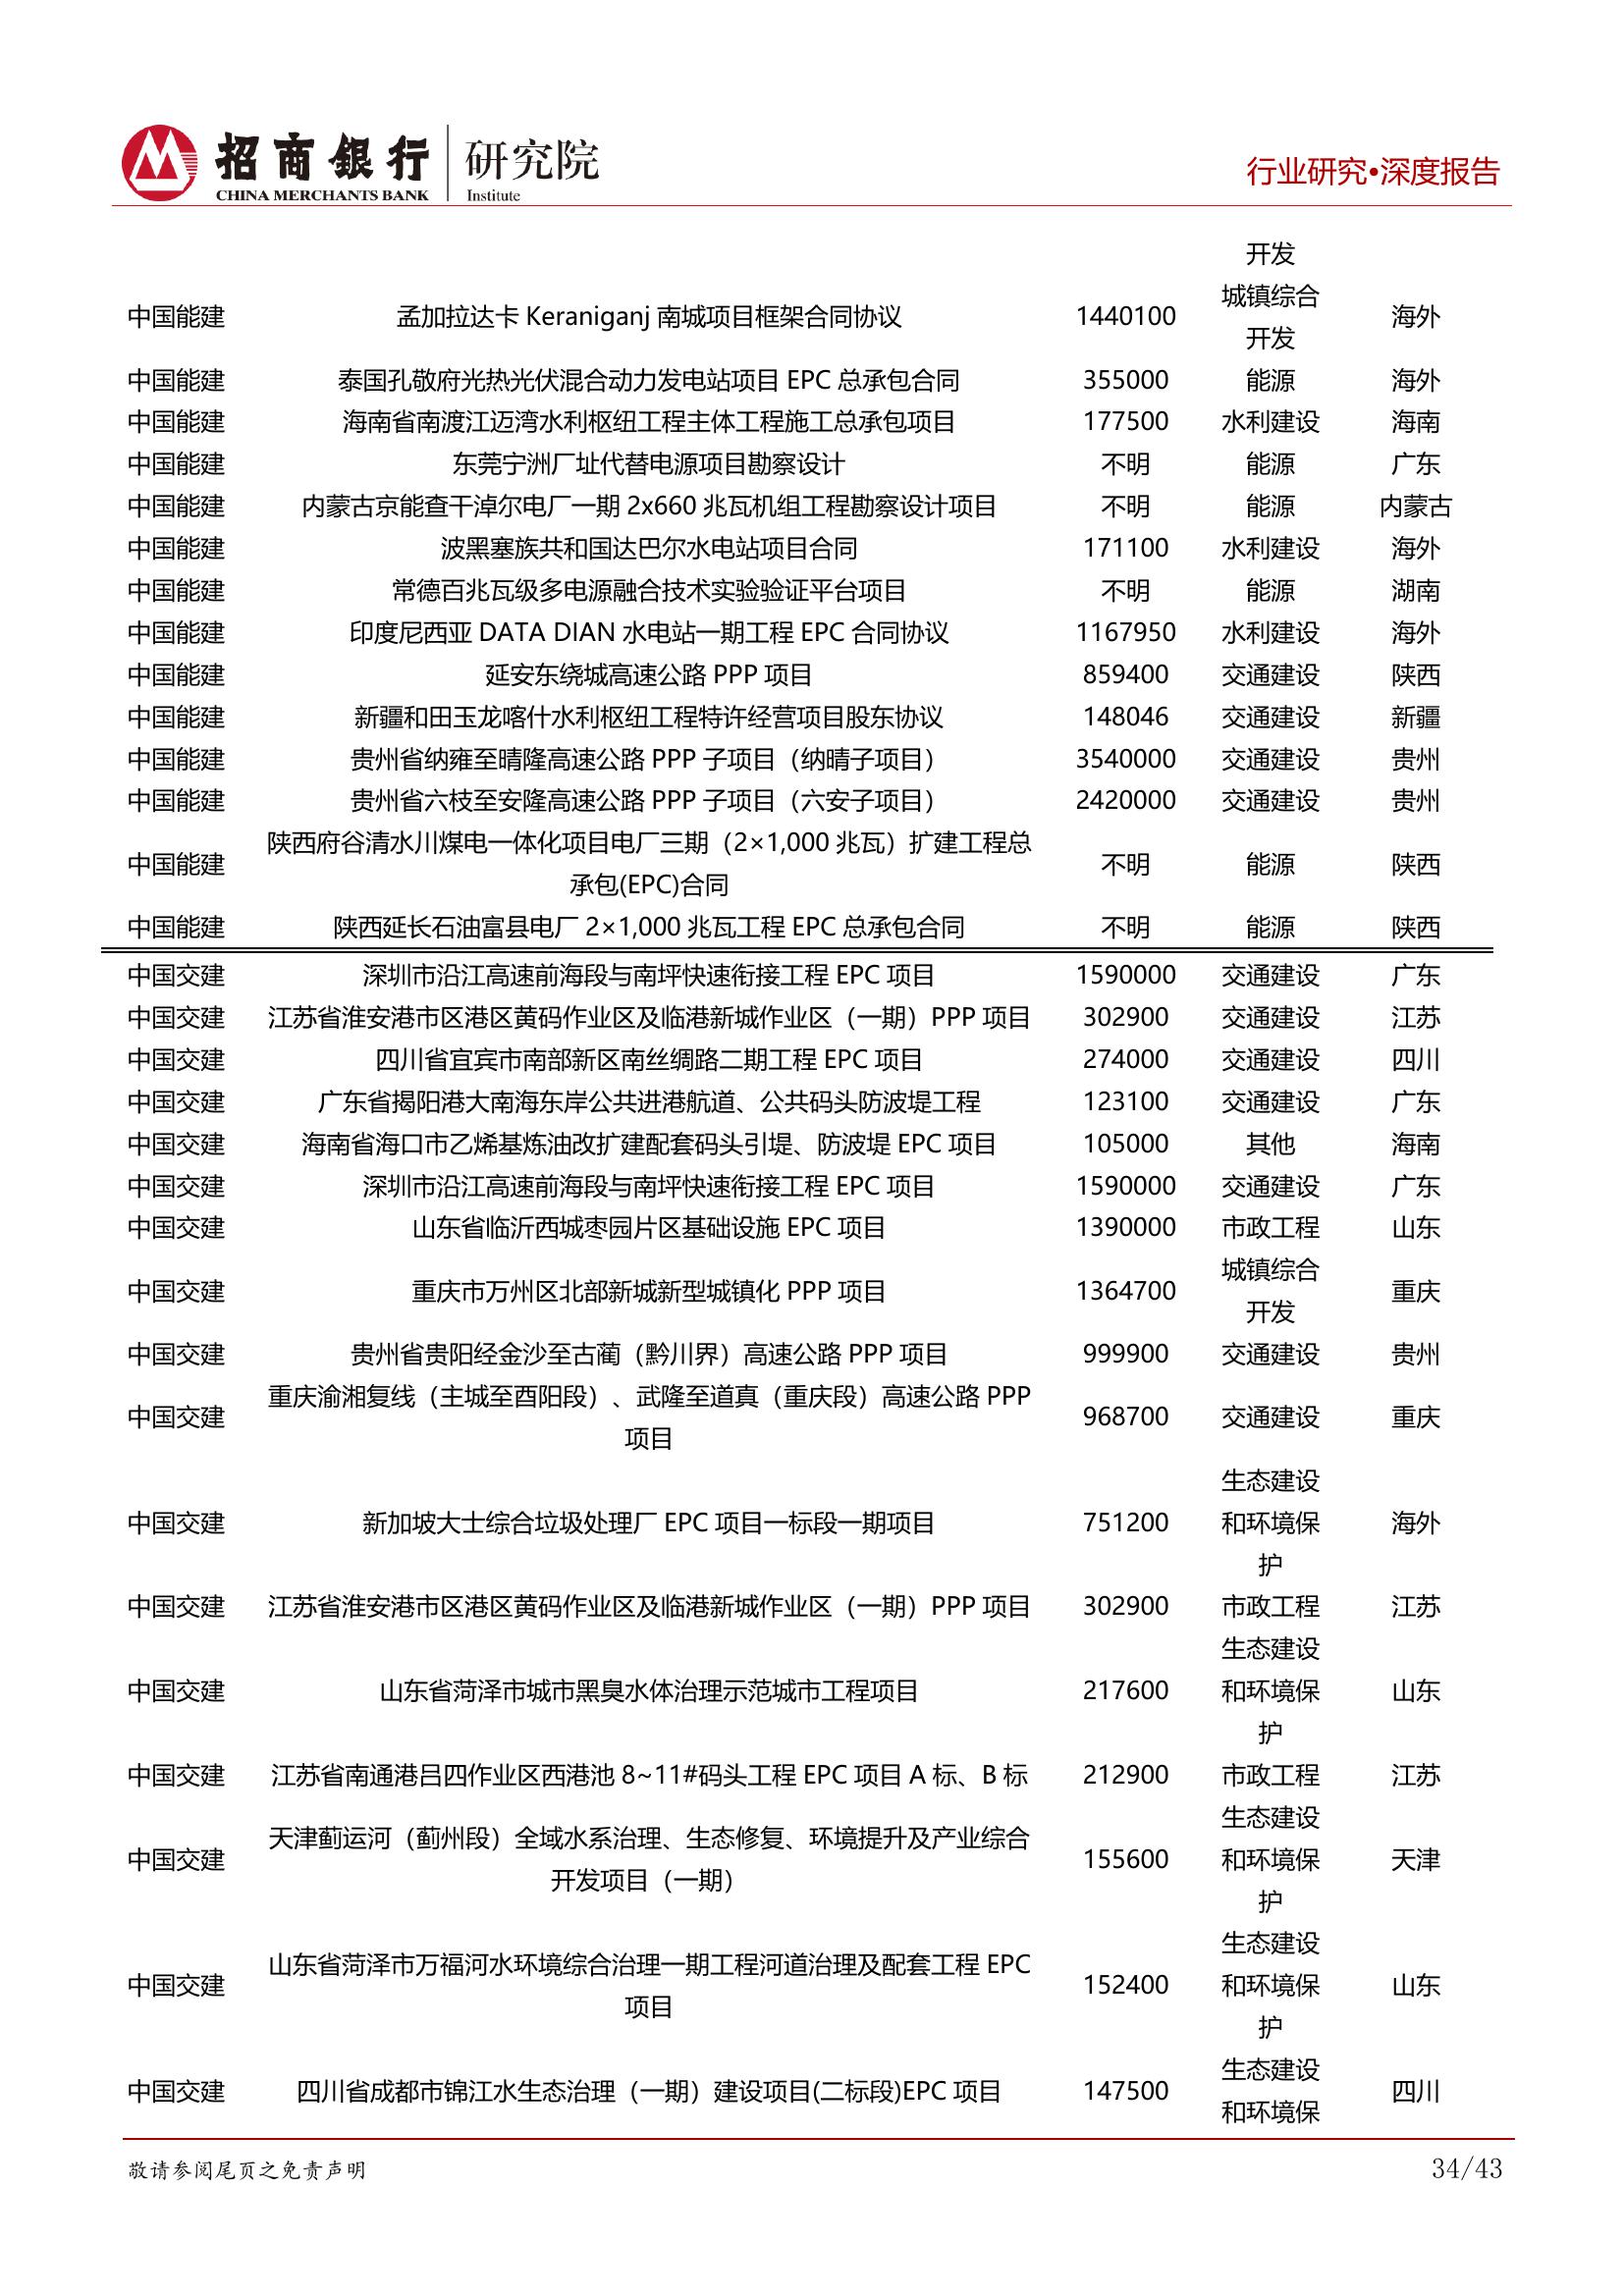 招商银行 研究院
CHINA MERCHANTS BANK Institute
行业研究•深度报告
开发
中国能建 孟加拉达卡 Keraniganj 南城项目框架合同协议 1440100 城镇综合开发 海外
中国能建 泰国孔敬府光热光伏混合动力发电站项目 EPC 总承包合同 355000 能源 海外
中国能建 海南省南渡江迈湾水利枢纽工程主体工程施工总承包项目 177500 水利建设 海南
中国能建 东莞宁洲厂址代替电源项目勘察设计 不明 能源 广东
中国能建 内蒙古京能查干淖尔电厂一期 2x660 兆瓦机组工程勘察设计项目 不明 能源 内蒙古
中国能建 波黑塞族共和国达巴尔水电站项目合同 171100 水利建设 海外
中国能建 常德百兆瓦级多电源融合技术实验验证平台项目 不明 能源 湖南
中国能建 印度尼西亚 DATA DIAN 水电站一期工程 EPC 合同协议 1167950 水利建设 海外
中国能建 延安东绕城高速公路 PPP 项目 859400 交通建设 陕西
中国能建 新疆和田玉龙喀什水利枢纽工程特许经营项目股东协议 148046 交通建设 新疆
中国能建 贵州省纳雍至晴隆高速公路 PPP 子项目（纳晴子项目） 3540000 交通建设 贵州
中国能建 贵州省六枝至安隆高速公路 PPP 子项目（六安子项目） 2420000 交通建设 贵州
中国能建 陕西府谷清水川煤电一体化项目电厂三期（2×1,000 兆瓦）扩建工程总
承包(EPC)合同 不明 能源 陕西
中国能建 陕西延长石油富县电厂 2×1,000 兆瓦工程 EPC 总承包合同 不明 能源 陕西
中国交建 深圳市沿江高速前海段与南坪快速衔接工程 EPC 项目 1590000 交通建设 广东
中国交建 江苏省淮安港市区港区黄码作业区及临港新城作业区（一期）PPP 项目 302900 交通建设 江苏
中国交建 四川省宜宾市南部新区南丝绸路二期工程 EPC 项目 274000 交通建设 四川
中国交建 广东省揭阳港大南海东岸公共进港航道、公共码头防波堤工程 123100 交通建设 广东
中国交建 海南省海口市乙烯基炼油改扩建配套码头引堤、防波堤 EPC 项目 105000 其他 海南
中国交建 深圳市沿江高速前海段与南坪快速衔接工程 EPC 项目 1590000 交通建设 广东
中国交建 山东省临沂西城枣园片区基础设施 EPC 项目 1390000 市政工程 山东
中国交建 重庆市万州区北部新城新型城镇化 PPP 项目 1364700 城镇综合
开发 重庆
中国交建 贵州省贵阳经金沙至古蔺（黔川界）高速公路 PPP 项目 999900 交通建设 贵州
中国交建 重庆渝湘复线（主城至酉阳段）、武隆至道真（重庆段）高速公路 PPP
项目 968700 交通建设 重庆
中国交建 新加坡大士综合垃圾处理厂 EPC 项目一标段一期项目 751200 生态建设
和环境保
护 海外
中国交建 江苏省淮安港市区港区黄码作业区及临港新城作业区（一期）PPP 项目 302900 市政工程 江苏
中国交建 山东省菏泽市城市黑臭水体治理示范城市工程项目 217600 生态建设
和环境保
护 山东
中国交建 江苏省南通港吕四作业区西港池 8~11#码头工程 EPC 项目 A 标、B 标 212900 市政工程 江苏
中国交建 天津蓟运河（蓟州段）全域水系治理、生态修复、环境提升及产业综合
开发项目（一期） 155600 生态建设
和环境保
护 天津
中国交建 山东省菏泽市万福河水环境综合治理一期工程河道治理及配套工程 EPC
项目 152400 生态建设
和环境保
护 山东
中国交建 四川省成都市锦江水生态治理（一期）建设项目(二标段)EPC 项目 147500 生态建设
和环境保 四川
敬请参阅尾页之免责声明
34/43